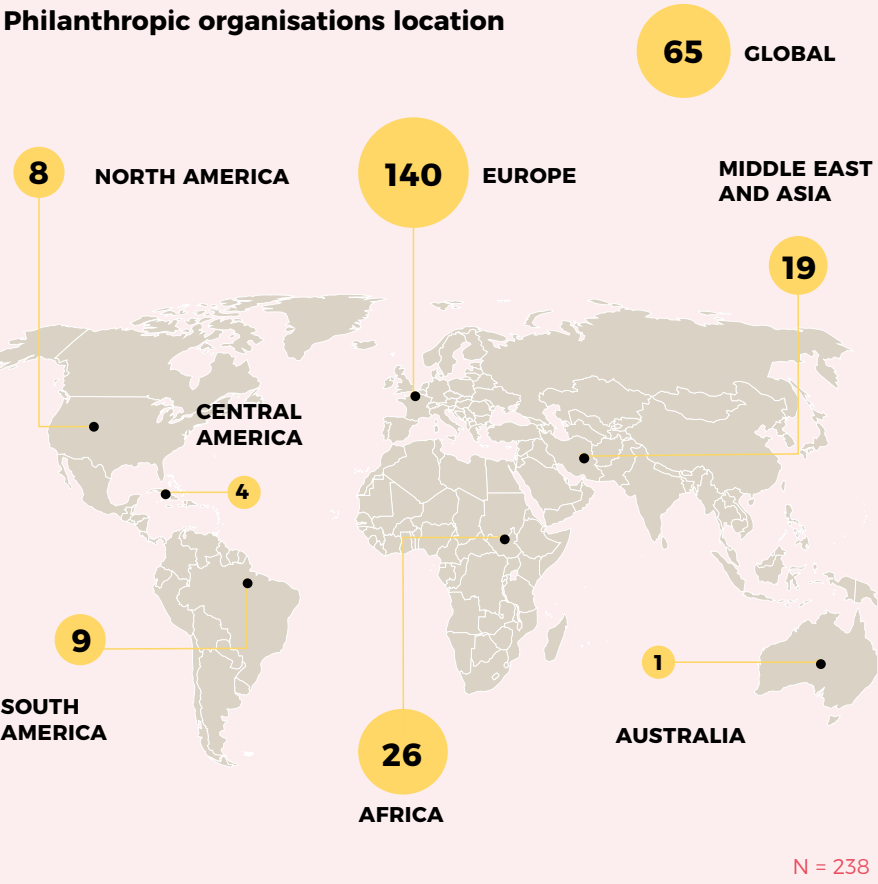 Philanthropic organisations location
65
GLOBAL
8
NORTH AMERICA
140
EUROPE
MIDDLE EAST
AND ASIA
19
CENTRAL
AMERICA
4
9
SOUTH
AMERICA
1
AUSTRALIA
26
AFRICA
N = 238